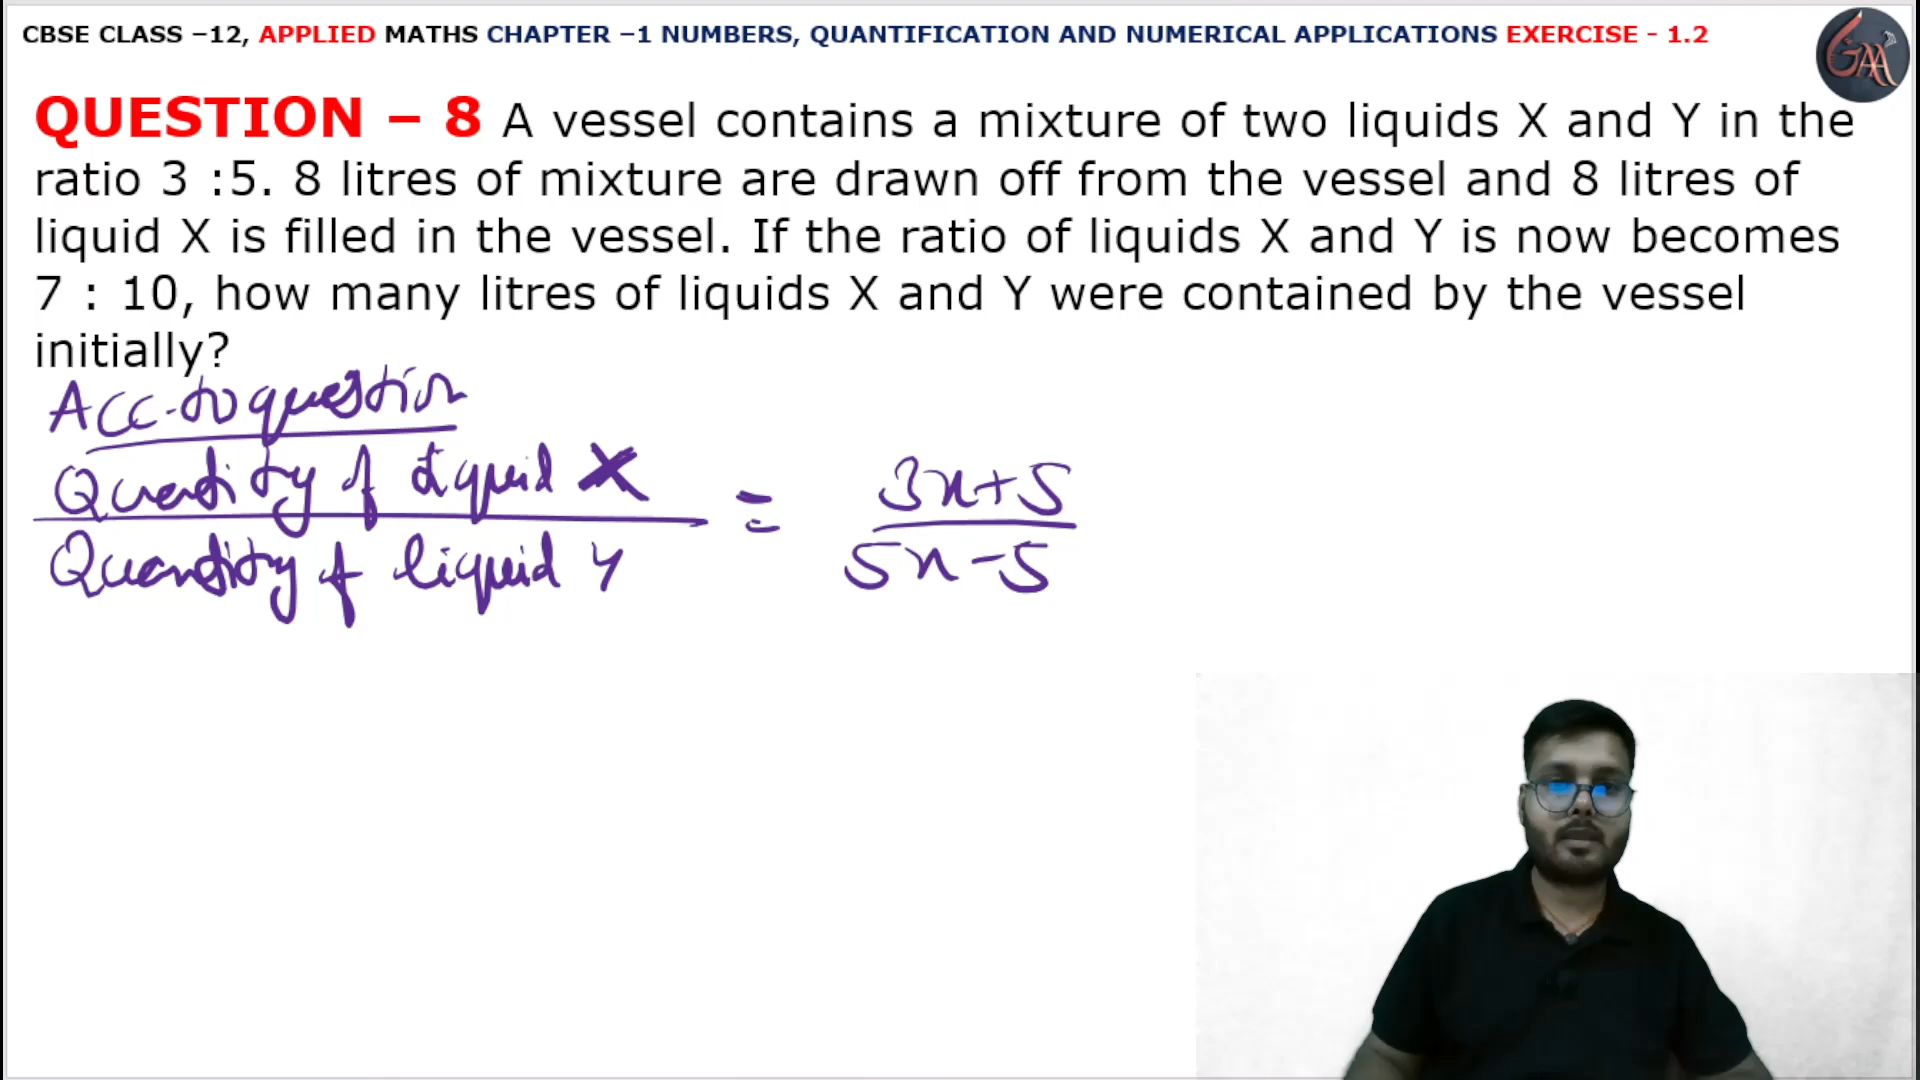 CBSE CLASS –12, APPLIED MATHS CHAPTER –1 NUMBERS, QUANTIFICATION AND NUMERICAL APPLICATIONS EXERCISE - 1.2
QUESTION – 8 A vessel contains a mixture of two liquids X and Y in the
ratio 3 :5. 8 litres of mixture are drawn off from the vessel and 8 litres of
liquid X is filled in the vessel. If the ratio of liquids X and Y is now becomes
7 : 10, how many litres of liquids X and Y were contained by the vessel
initially?
Acc. to question
Quantity of Liquid X
= 3x+5
Quantity of liquid Y
5x-5